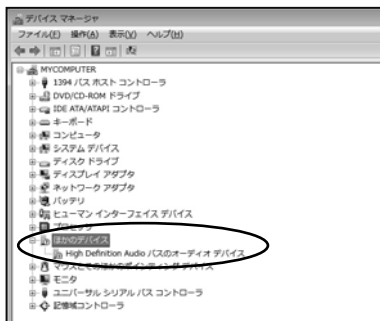 デバイス マネージャ
ファイル(F) 操作(A) 表示(V) ヘルプ(H)
MYCOMPUTER
1394 バス ホスト コントローラ
DVD/CD-ROM ドライブ
IDE ATA/ATAPI コントローラ
キーボード
コンピュータ
システム デバイス
ディスク ドライブ
ディスプレイ アダプタ
ネットワーク アダプタ
バッテリ
ヒューマン インターフェイス デバイス
プロセッサ
ほかのデバイス
High Definition Audio バスのオーディオ デバイス
マウスとそのほかのポインティング デバイス
モニタ
ユニバーサル シリアル バス コントローラ
記憶域コントローラ